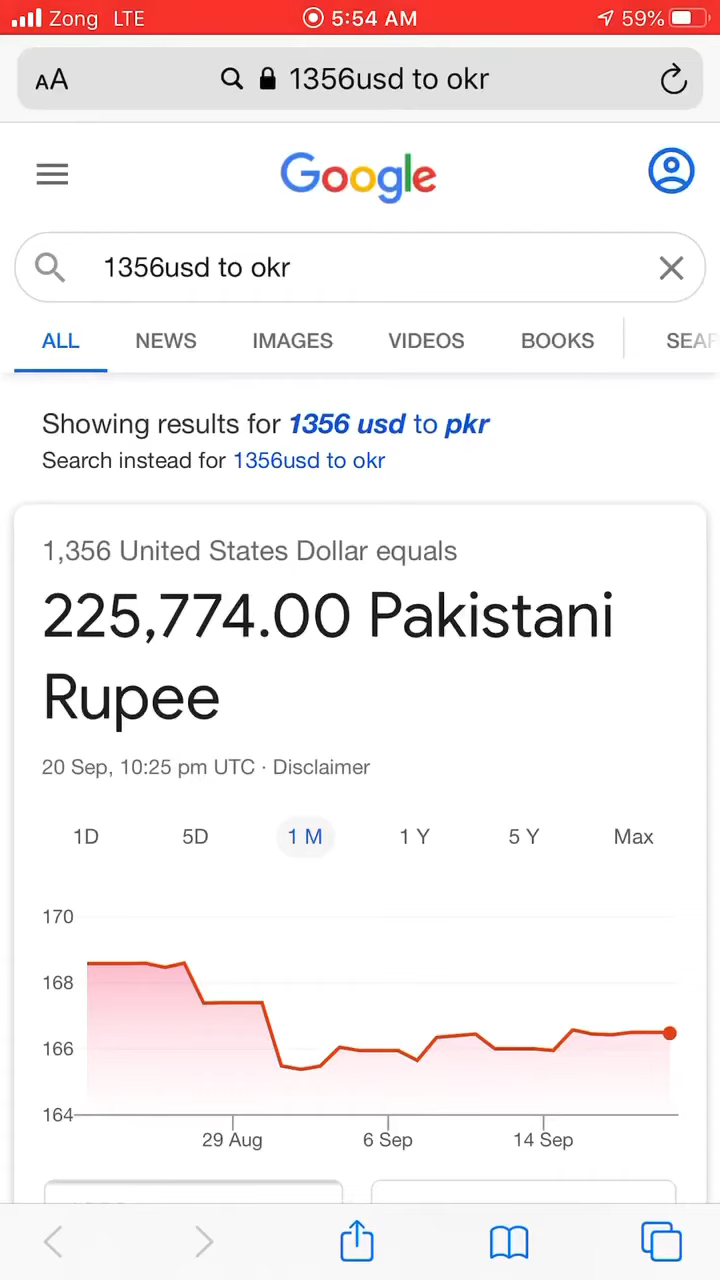 Zong LTE 5:54 AM 59%
AA 1356usd to okr
Google
1356usd to okr
ALL NEWS IMAGES VIDEOS BOOKS SEAR
Showing results for 1356 usd to pkr
Search instead for 1356usd to okr
1,356 United States Dollar equals
225,774.00 Pakistani
Rupee
20 Sep, 10:25 pm UTC · Disclaimer
1D 5D 1 M 1 Y 5 Y Max
170
168
166
164
29 Aug 6 Sep 14 Sep